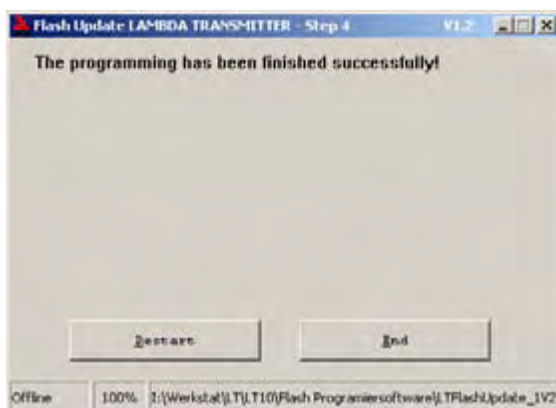 Flash Update LAMBDA TRANSMITTER - Step 4 V1.2
The programming has been finished successfully!
Restart End
Offline 100% I:\Werkstatt\LT\LT10\Flash Programiersoftware\LTFlashUpdate_1V2